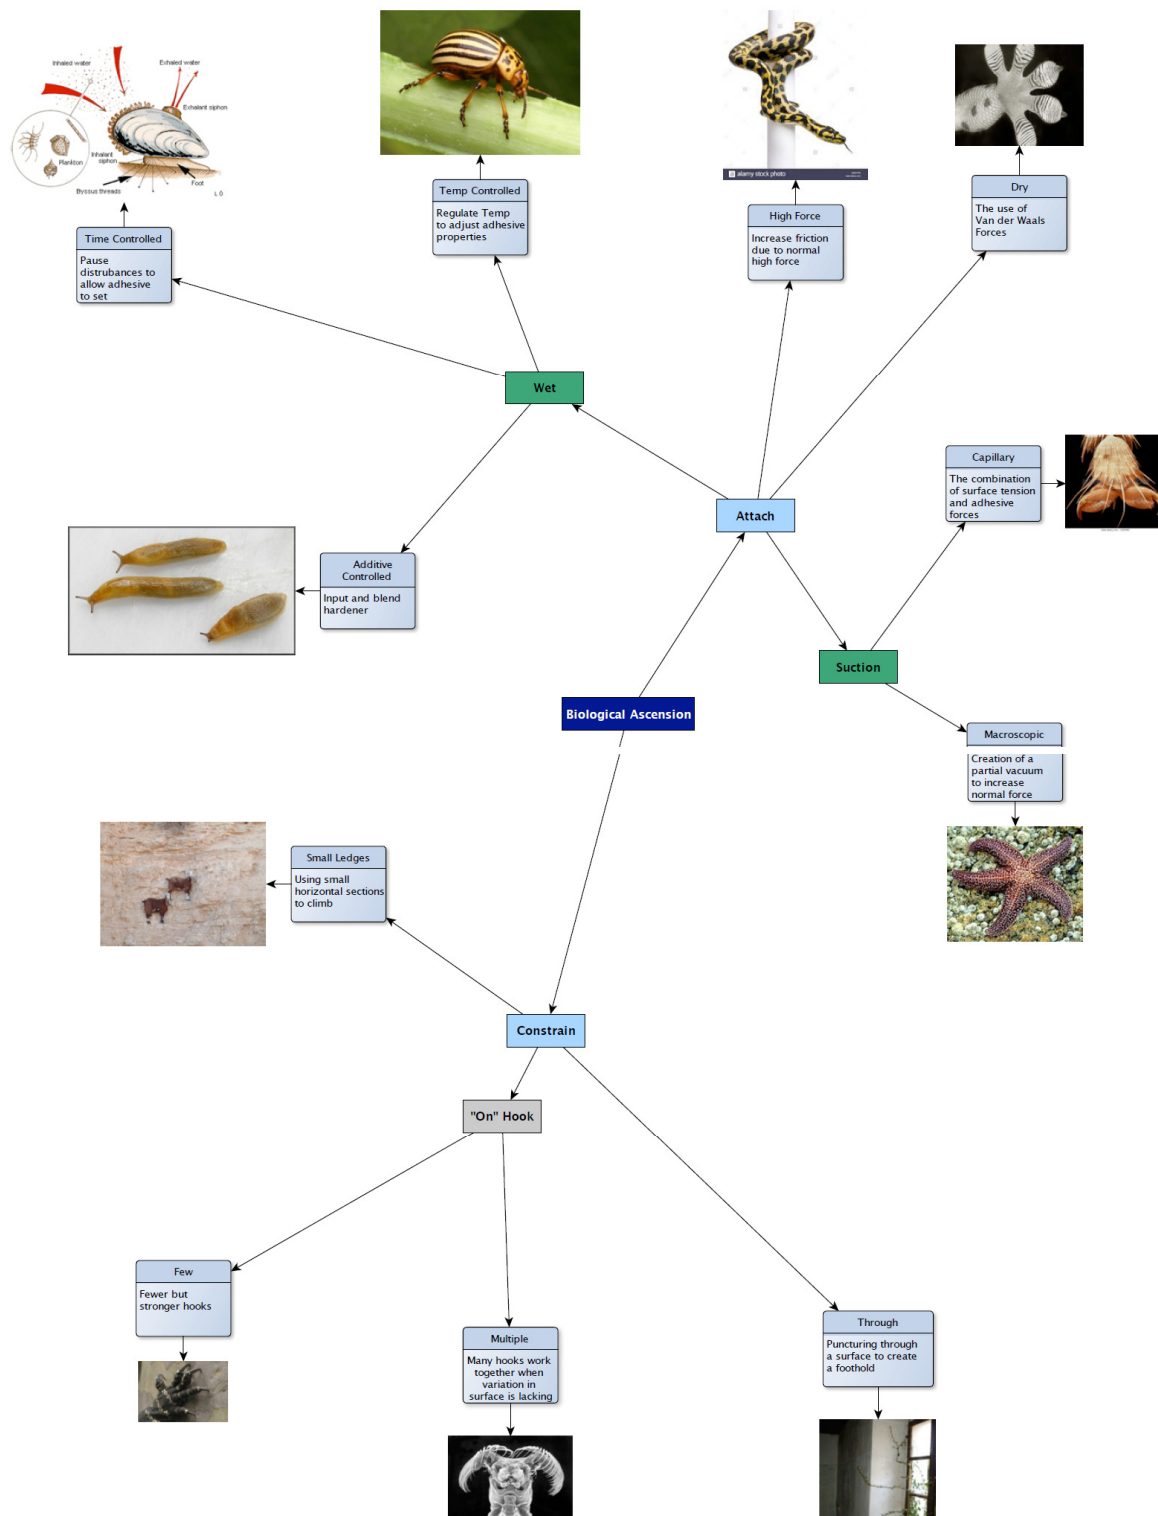 Inhaled water
Exhaled water
Exhalant siphon
Inhalant
siphon
Plankton
Byssus threads
Foot
L Ö
alamy stock photo
Time Controlled
Pause
distrubances to
allow adhesive
to set
Temp Controlled
Regulate Temp
to adjust adhesive
properties
High Force
Increase friction
due to normal
high force
Dry
The use of
Van der Waals
Forces
Wet
Capillary
The combination
of surface tension
and adhesive
forces
Attach
Additive
Controlled
Input and blend
hardener
Suction
Biological Ascension
Macroscopic
Creation of a
partial vacuum
to increase
normal force
Small Ledges
Using small
horizontal sections
to climb
Constrain
"On" Hook
Few
Fewer but
stronger hooks
Multiple
Many hooks work
together when
variation in
surface is lacking
Through
Puncturing through
a surface to create
a foothold